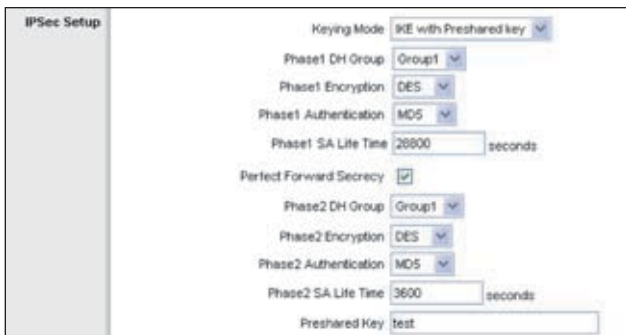 IPSec Setup
Keying Mode IKE with Preshared key
Phase1 DH Group Group1
Phase1 Encryption DES
Phase1 Authentication MD5
Phase1 SA Life Time 28800 seconds
Perfect Forward Secrecy
Phase2 DH Group Group1
Phase2 Encryption DES
Phase2 Authentication MD5
Phase2 SA Life Time 3600 seconds
Preshared Key test